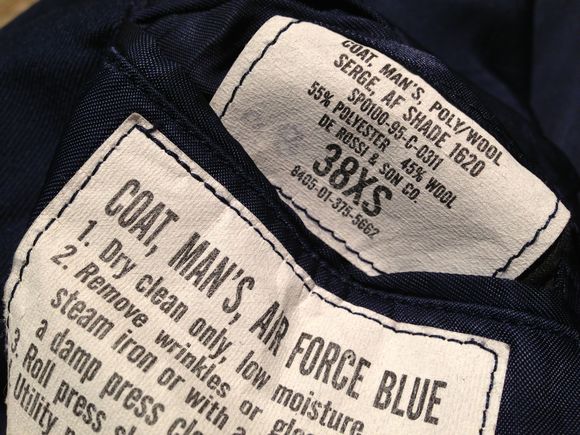 COAT, MAN'S, POLY/WOOL
SERGE, AF SHADE 1620
SPO100-95-C-0311
55% POLYESTER 45% WOOL
DE ROSSI & SON CO.
38XS
8405-01-375-5662
COAT, MAN'S, AIR FORCE BLUE
1. Dry clean only, low moisture
2. Remove wrinkles or
steam iron or with a
a damp press
3. Roll press
Utility